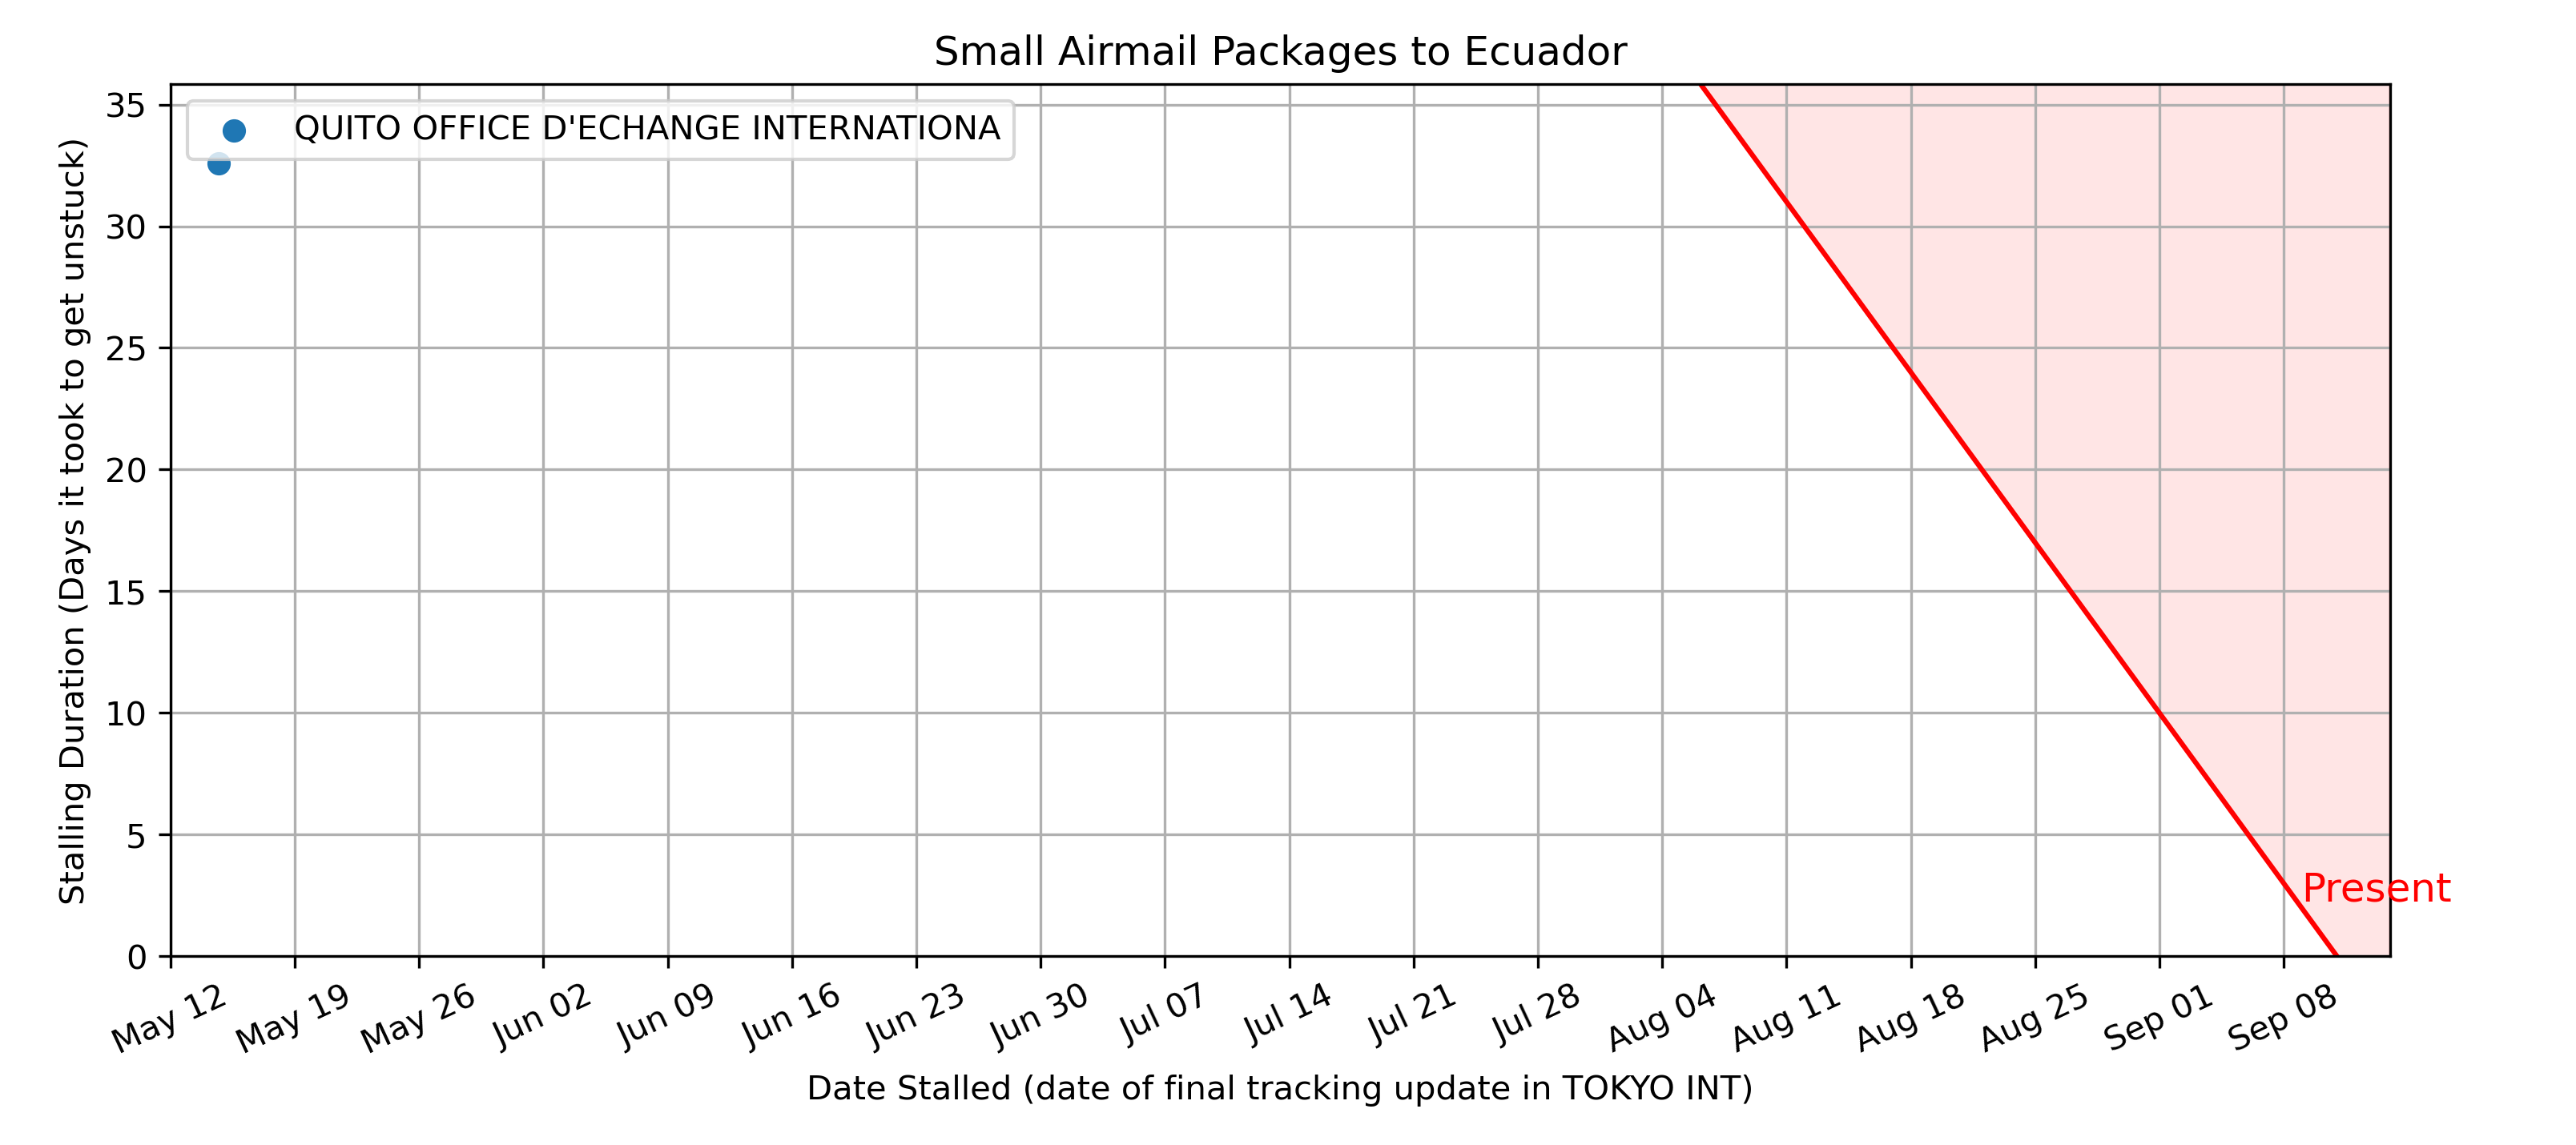 Small Airmail Packages to Ecuador
QUITO OFFICE D'ECHANGE INTERNATIONA
Stalling Duration (Days it took to get unstuck)
35
30
25
20
15
10
5
0
Present
May 12 May 19 May 26 Jun 02 Jun 09 Jun 16 Jun 23 Jun 30 Jul 07 Jul 14 Jul 21 Jul 28 Aug 04 Aug 11 Aug 18 Aug 25 Sep 01 Sep 08
Date Stalled (date of final tracking update in TOKYO INT)